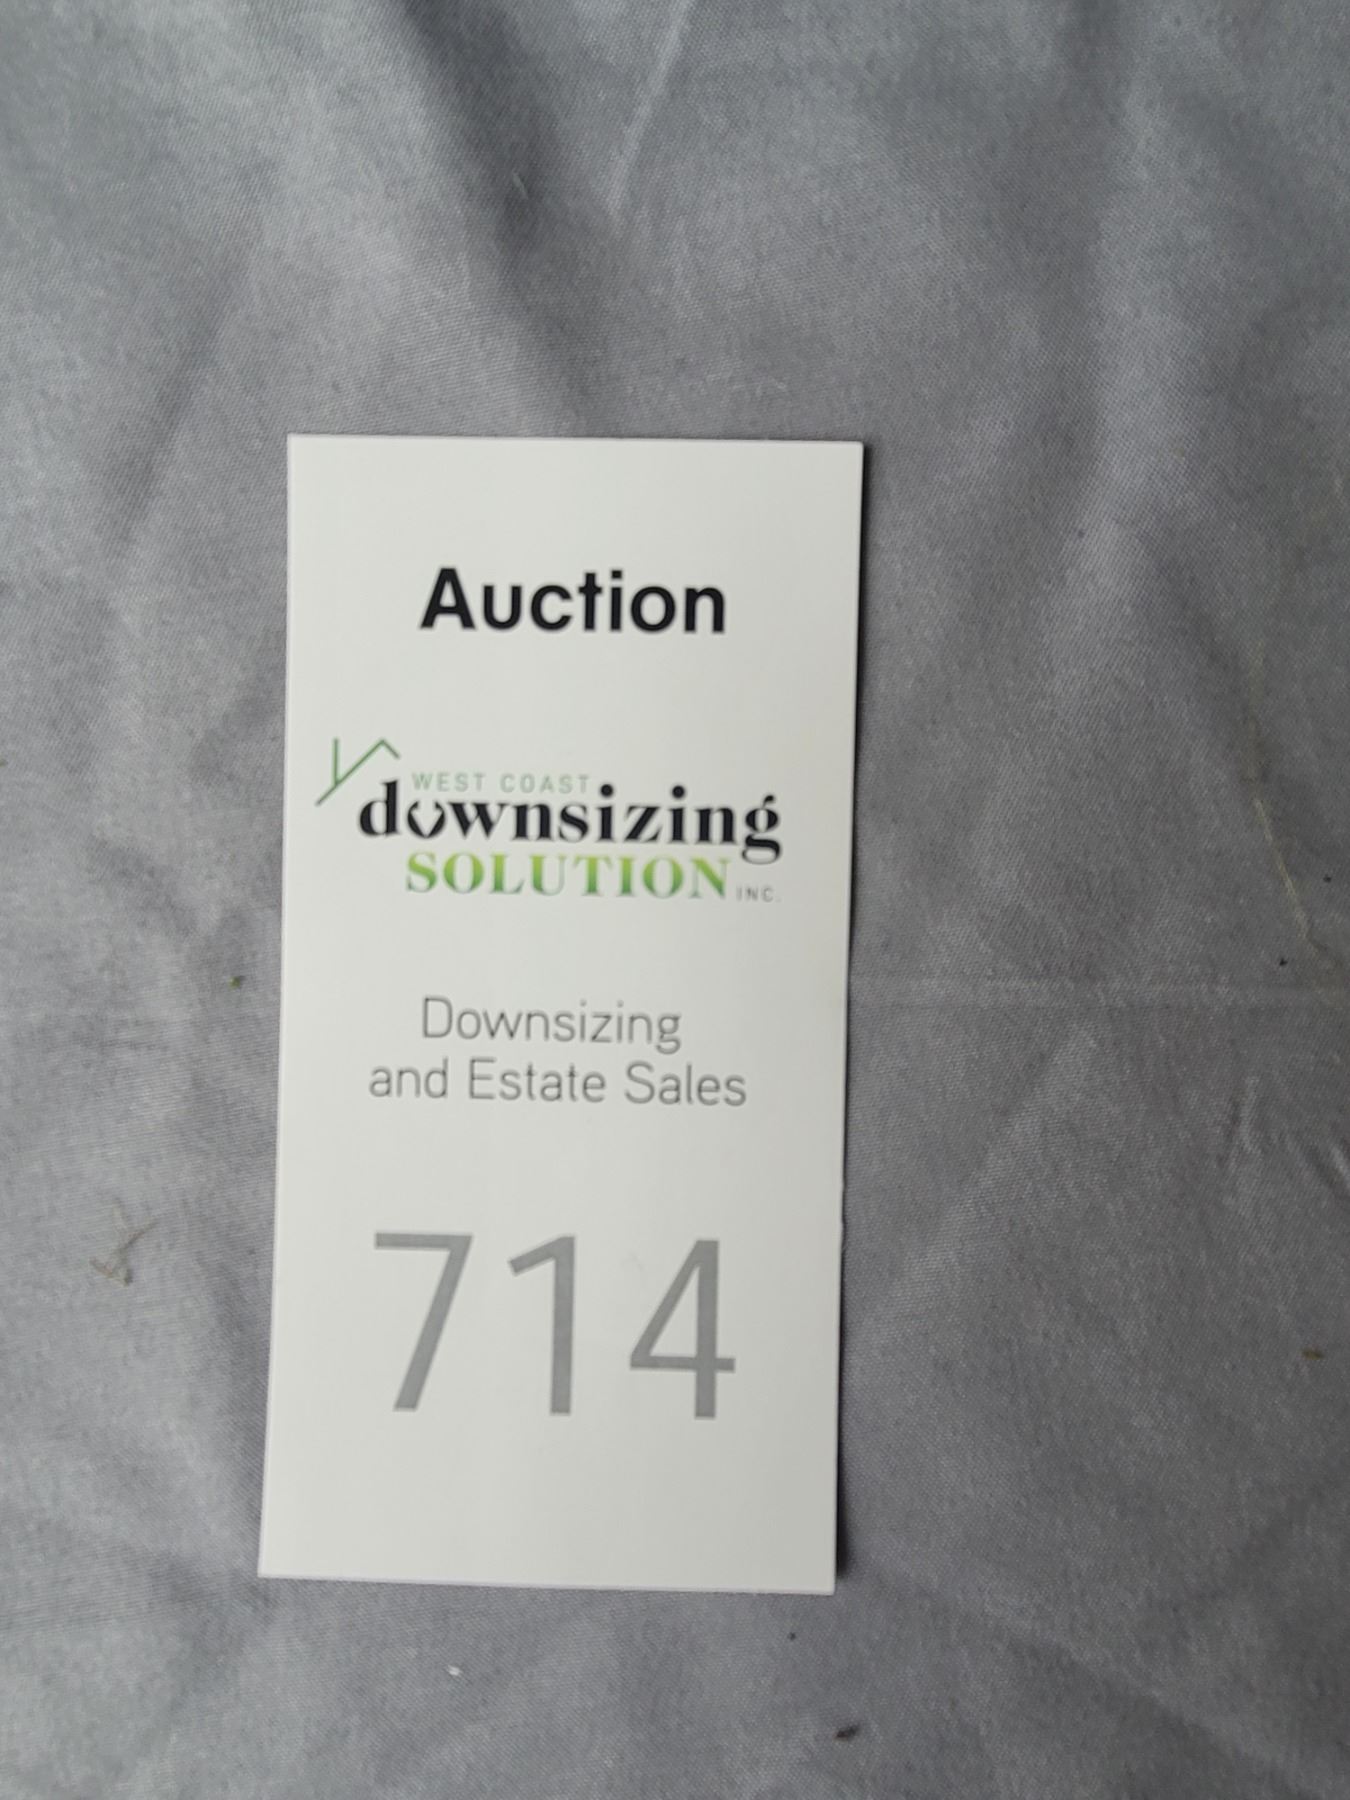 Auction
WEST COAST
downsizing
SOLUTION INC.
Downsizing
and Estate Sales
714